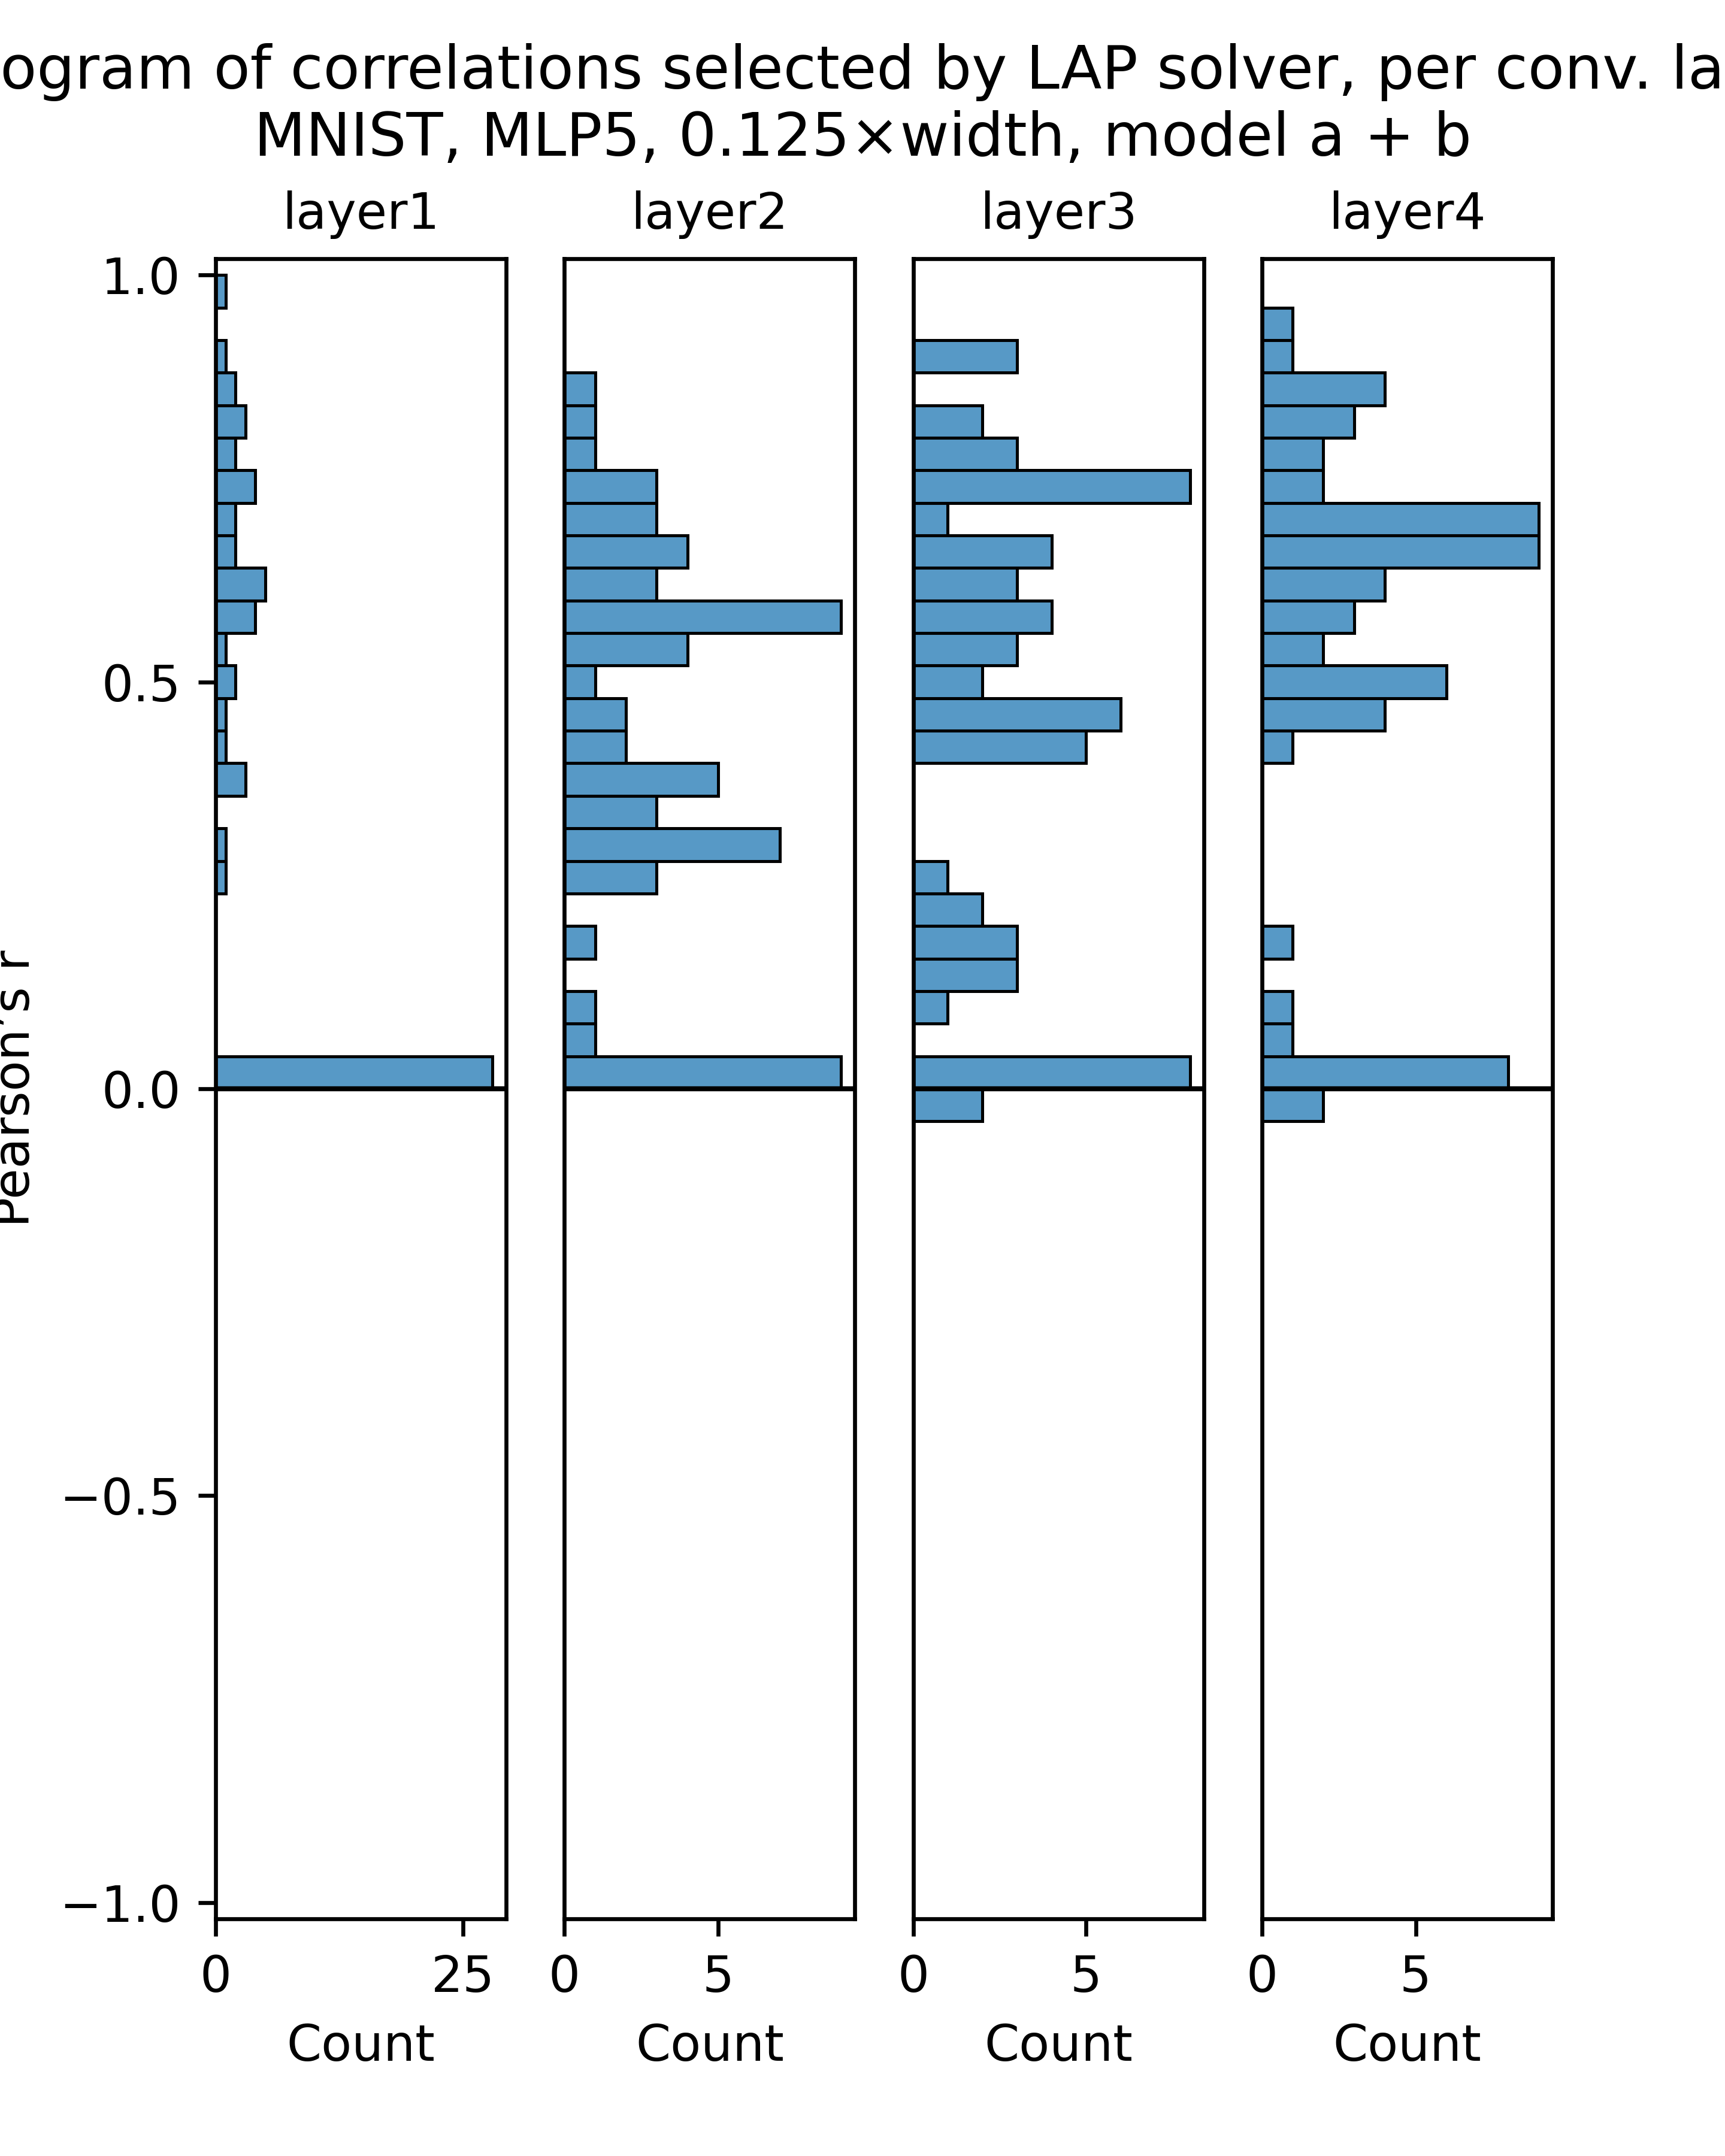 ogram of correlations selected by LAP solver, per conv. la
MNIST, MLP5, 0.125×width, model a + b
layer1 layer2 layer3 layer4
1.0
0.5
0.0
−0.5
−1.0
Pearson’s r
0 25 0 5 0 5 0 5
Count Count Count Count